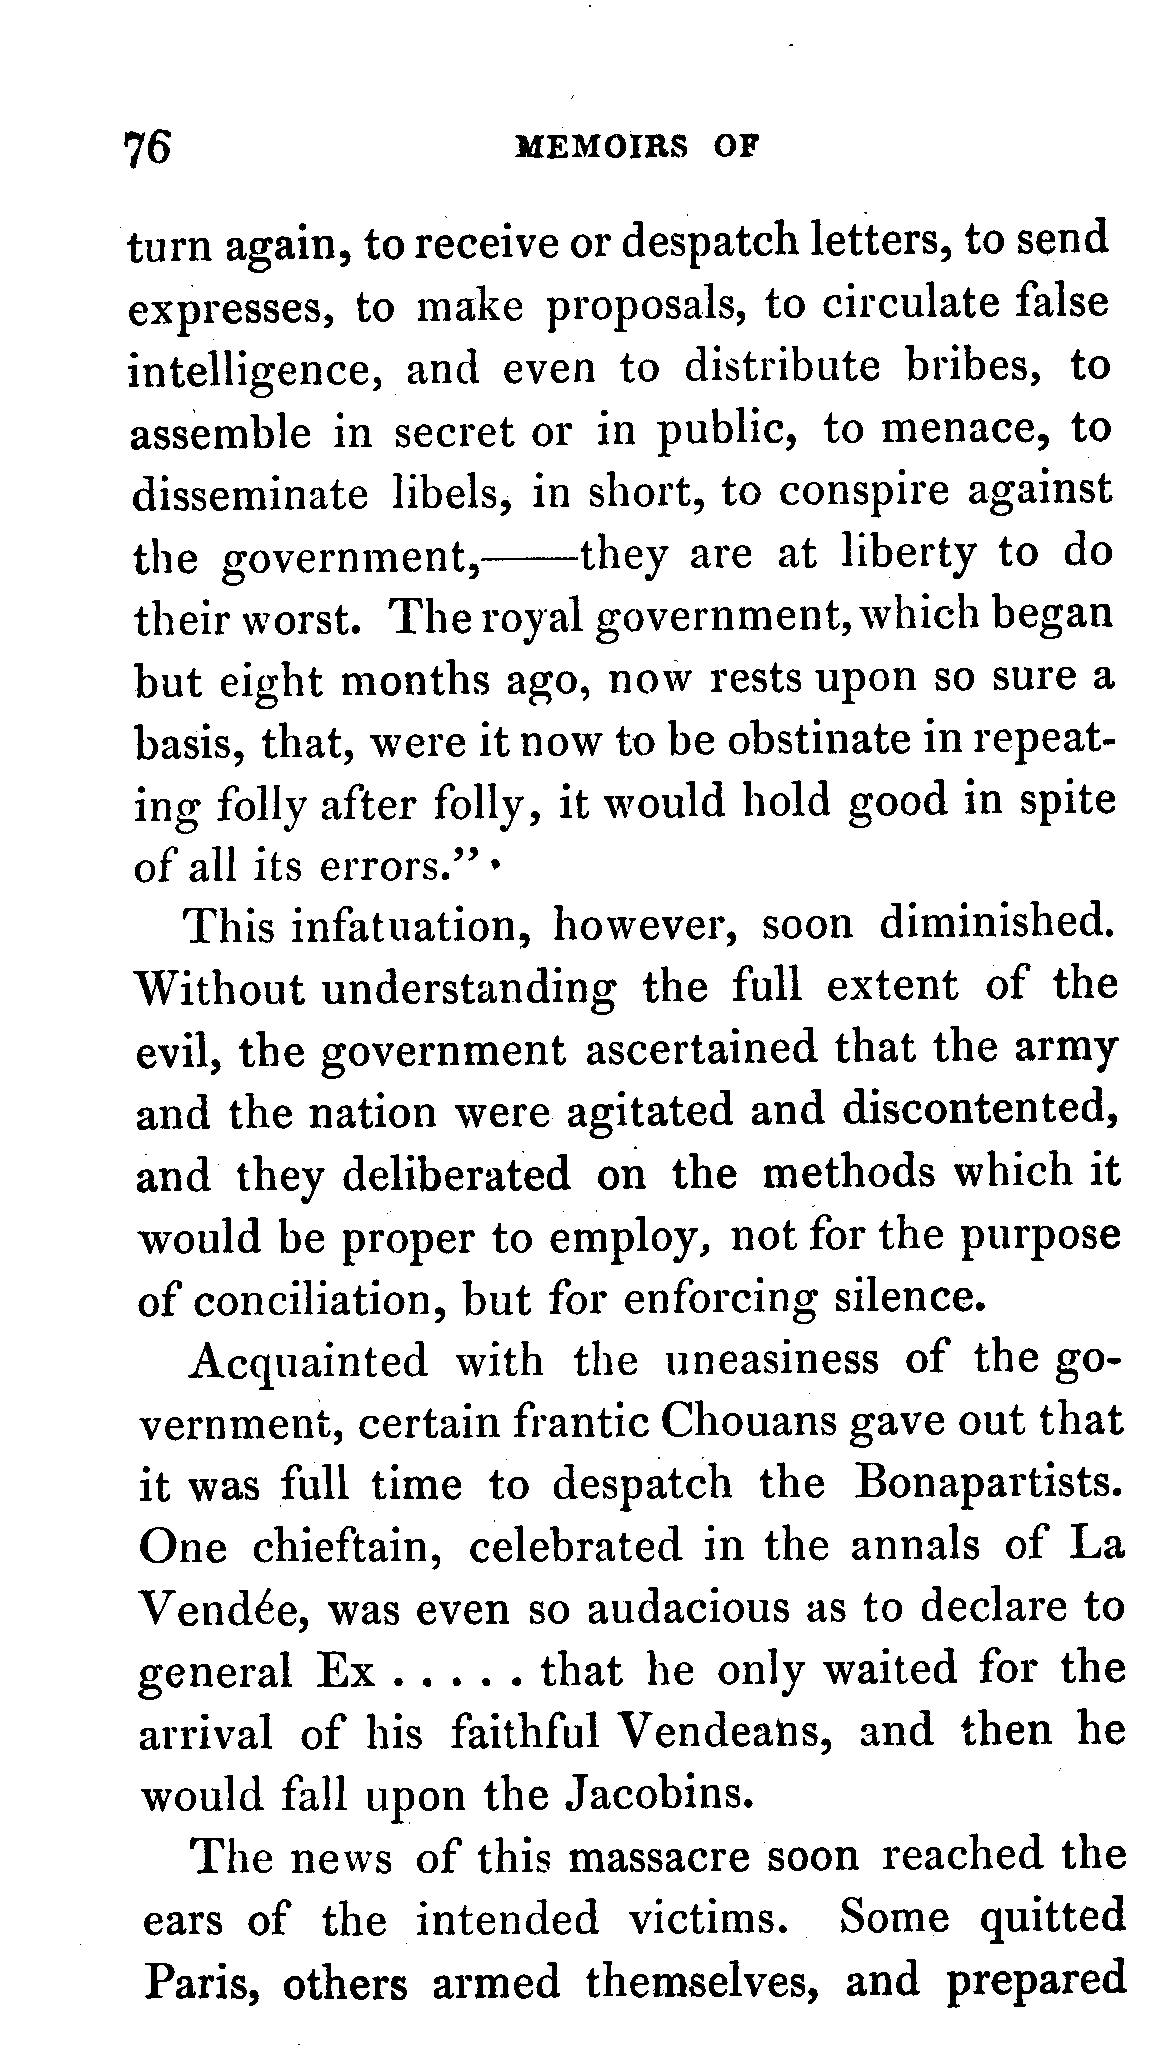 76 MEMOIRS OF
turn again, to receive or despatch letters, to send
expresses, to make proposals, to circulate false
intelligence, and even to distribute bribes, to
assemble in secret or in public, to menace, to
disseminate libels, in short, to conspire against
the government,——they are at liberty to do
their worst. The royal government, which began
but eight months ago, now rests upon so sure a
basis, that, were it now to be obstinate in repeat-
ing folly after folly, it would hold good in spite
of all its errors."
This infatuation, however, soon diminished.
Without understanding the full extent of the
evil, the government ascertained that the army
and the nation were agitated and discontented,
and they deliberated on the methods which it
would be proper to employ, not for the purpose
of conciliation, but for enforcing silence.
Acquainted with the uneasiness of the go-
vernment, certain frantic Chouans gave out that
it was full time to despatch the Bonapartists.
One chieftain, celebrated in the annals of La
Vendée, was even so audacious as to declare to
general Ex . . . . . that he only waited for the
arrival of his faithful Vendeans, and then he
would fall upon the Jacobins.
The news of this massacre soon reached the
ears of the intended victims. Some quitted
Paris, others armed themselves, and prepared